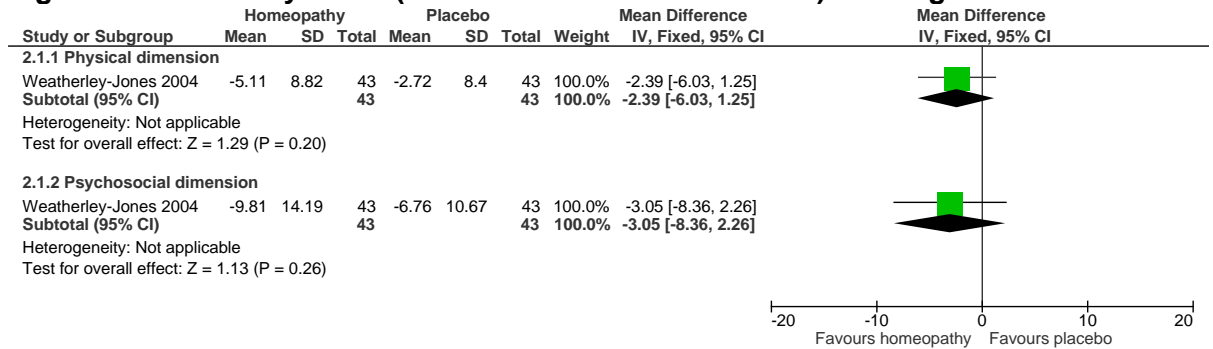 Homeopathy Placebo Mean Difference Mean Difference
Study or Subgroup Mean SD Total Mean SD Total Weight IV, Fixed, 95% CI IV, Fixed, 95% CI
2.1.1 Physical dimension
Weatherley-Jones 2004 -5.11 8.82 43 -2.72 8.4 43 100.0% -2.39 [-6.03, 1.25]
Subtotal (95% CI) 43 43 100.0% -2.39 [-6.03, 1.25]
Heterogeneity: Not applicable
Test for overall effect: Z = 1.29 (P = 0.20)
2.1.2 Psychosocial dimension
Weatherley-Jones 2004 -9.81 14.19 43 -6.76 10.67 43 100.0% -3.05 [-8.36, 2.26]
Subtotal (95% CI) 43 43 100.0% -3.05 [-8.36, 2.26]
Heterogeneity: Not applicable
Test for overall effect: Z = 1.13 (P = 0.26)
-20 -10 0 10 20
Favours homeopathy Favours placebo